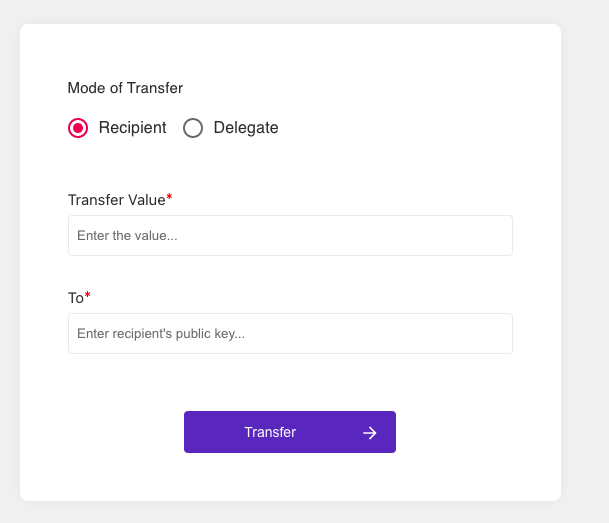 Mode of Transfer
Recipient Delegate
Transfer Value*
Enter the value...
To*
Enter recipient's public key...
Transfer